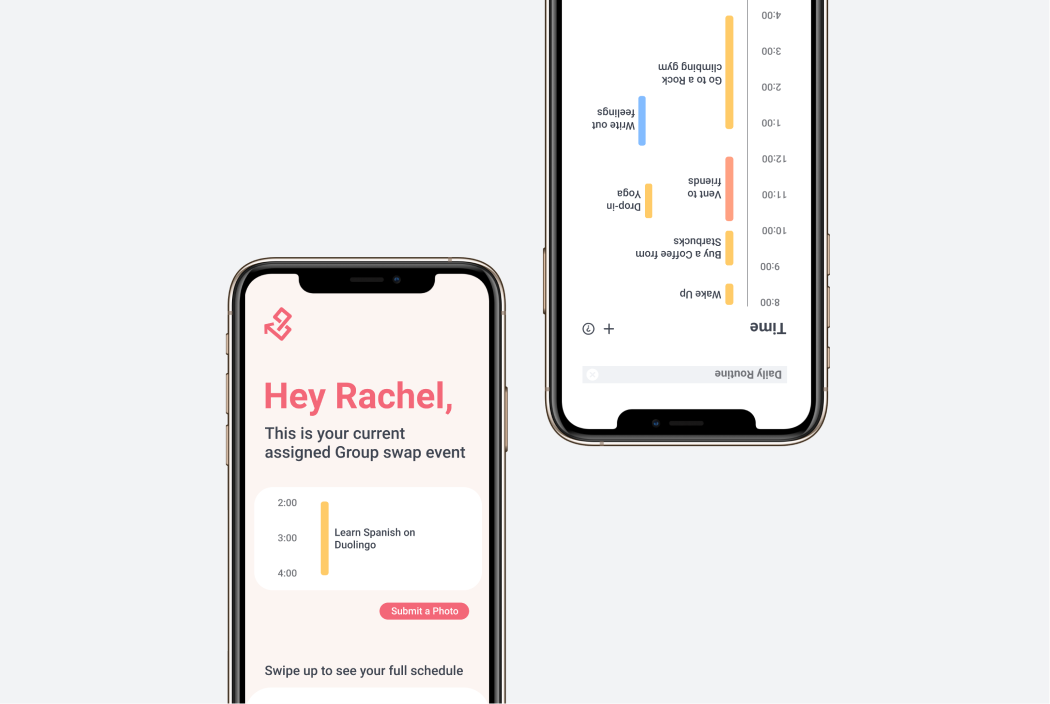 Hey Rachel,
This is your current
assigned Group swap event
2:00
3:00
4:00
Learn Spanish on
Duolingo
Submit a Photo
Swipe up to see your full schedule
Daily Routine
Time
8:00
9:00
10:00
11:00
12:00
1:00
2:00
3:00
4:00
Wake Up
Buy a Coffee from
Starbucks
Vent to
friends
Drop-in
Yoga
Write out
feelings
Go to a Rock
climbing gym